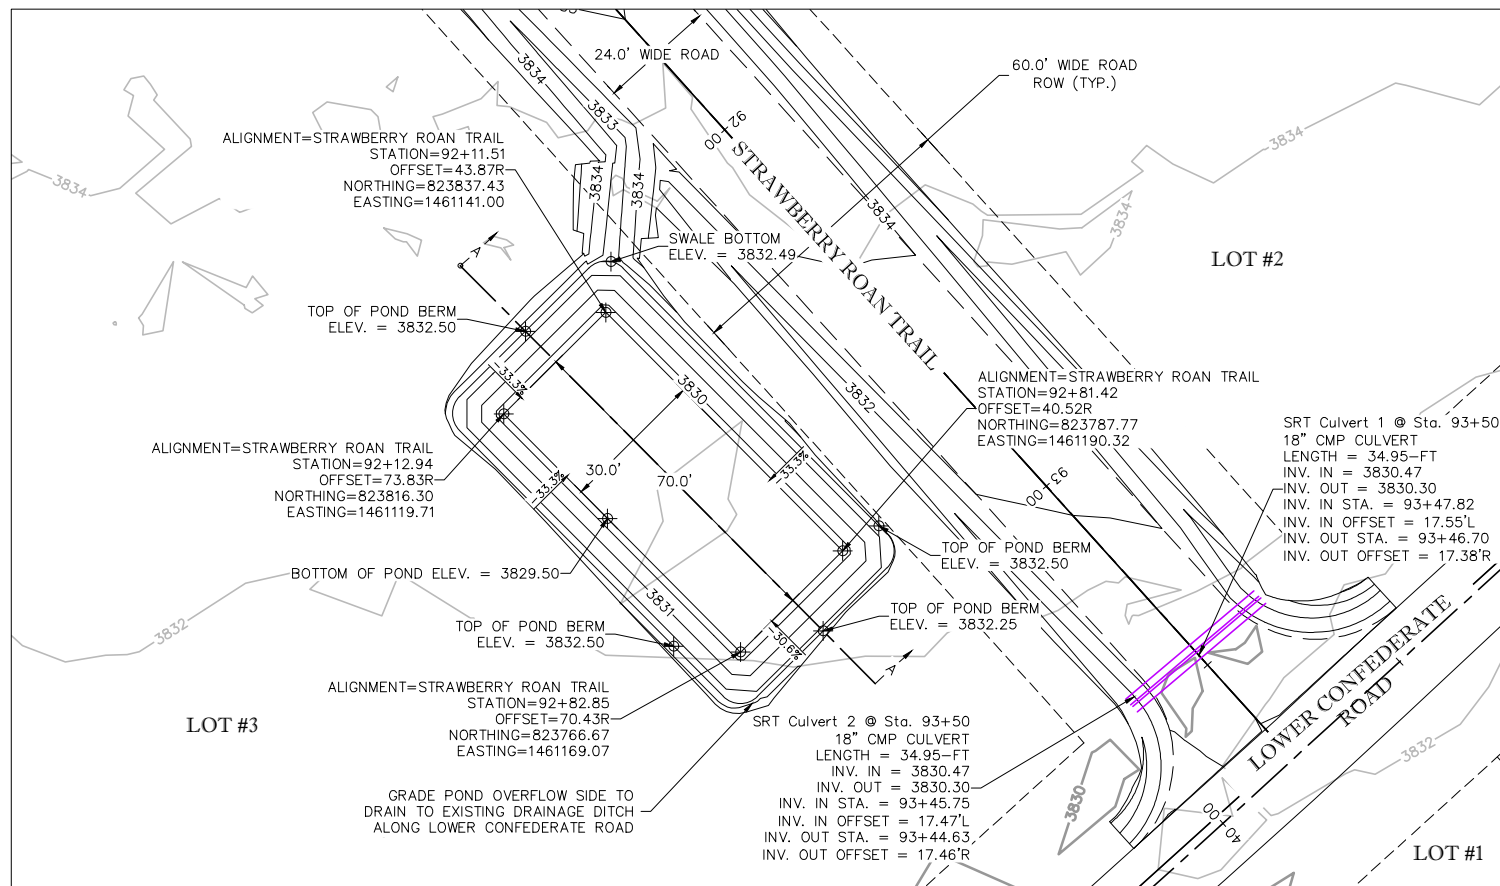 24.0' WIDE ROAD
60.0' WIDE ROAD
ROW (TYP.)
3834
3833
92+00
ALIGNMENT=STRAWBERRY ROAN TRAIL
STATION=92+11.51
OFFSET=43.87R
NORTHING=823837.43
EASTING=1461141.00
3834
3834
3834
3834
3834
3834
STRAWBERRY ROAN TRAIL
A
SWALE BOTTOM
ELEV. = 3832.49
LOT #2
TOP OF POND BERM
ELEV. = 3832.50
-33.3%
3830
3832
ALIGNMENT=STRAWBERRY ROAN TRAIL
STATION=92+81.42
OFFSET=40.52R
NORTHING=823787.77
EASTING=1461190.32
SRT Culvert 1 @ Sta. 93+50
18" CMP CULVERT
LENGTH = 34.95-FT
INV. IN = 3830.47
INV. OUT = 3830.30
INV. IN STA. = 93+47.82
INV. IN OFFSET = 17.55'L
INV. OUT STA. = 93+46.70
INV. OUT OFFSET = 17.38'R
ALIGNMENT=STRAWBERRY ROAN TRAIL
STATION=92+12.94
OFFSET=73.83R
NORTHING=823816.30
EASTING=1461119.71
-33.3%
30.0'
70.0'
-33.3%
93+00
BOTTOM OF POND ELEV. = 3829.50
TOP OF POND BERM
ELEV. = 3832.50
3831
3832
TOP OF POND BERM
ELEV. = 3832.50
TOP OF POND BERM
ELEV. = 3832.25
-30.6%
A
ALIGNMENT=STRAWBERRY ROAN TRAIL
STATION=92+82.85
OFFSET=70.43R
NORTHING=823766.67
EASTING=1461169.07
LOT #3
SRT Culvert 2 @ Sta. 93+50
18" CMP CULVERT
LENGTH = 34.95-FT
INV. IN = 3830.47
INV. OUT = 3830.30
INV. IN STA. = 93+45.75
INV. IN OFFSET = 17.47'L
INV. OUT STA. = 93+44.63
INV. OUT OFFSET = 17.46'R
LOWER CONFEDERATE
ROAD
3832
3830
40+00
GRADE POND OVERFLOW SIDE TO
DRAIN TO EXISTING DRAINAGE DITCH
ALONG LOWER CONFEDERATE ROAD
LOT #1